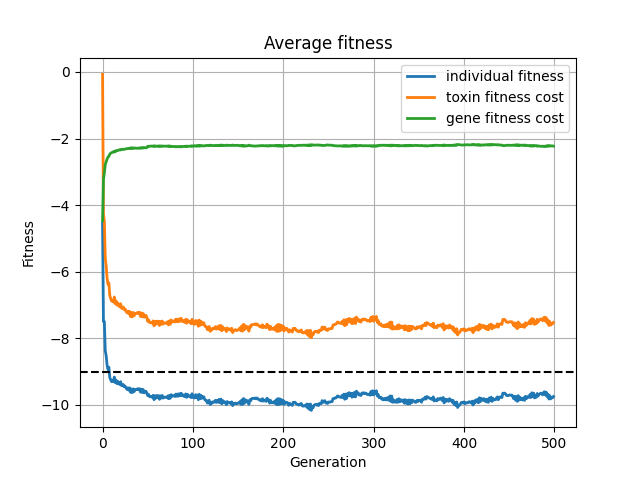 Average fitness
individual fitness
toxin fitness cost
gene fitness cost
Fitness
0
−2
−4
−6
−8
−10
0 100 200 300 400 500
Generation